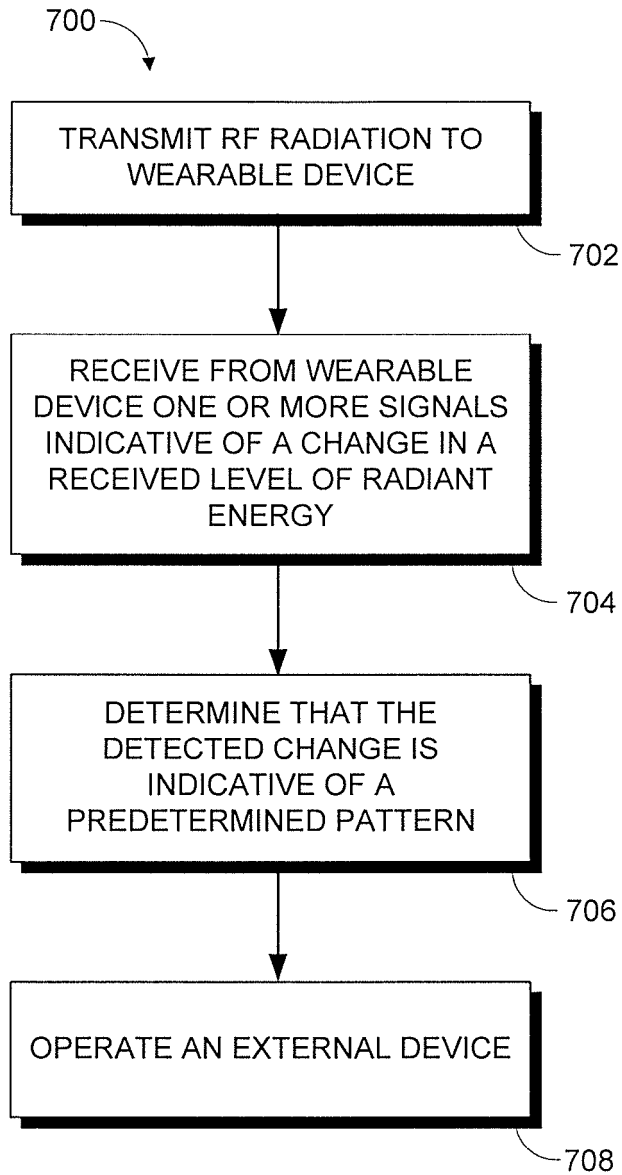 700
TRANSMIT RF RADIATION TO
WEARABLE DEVICE
702
RECEIVE FROM WEARABLE
DEVICE ONE OR MORE SIGNALS
INDICATIVE OF A CHANGE IN A
RECEIVED LEVEL OF RADIANT
ENERGY
704
DETERMINE THAT THE
DETECTED CHANGE IS
INDICATIVE OF A
PREDETERMINED PATTERN
706
OPERATE AN EXTERNAL DEVICE
708